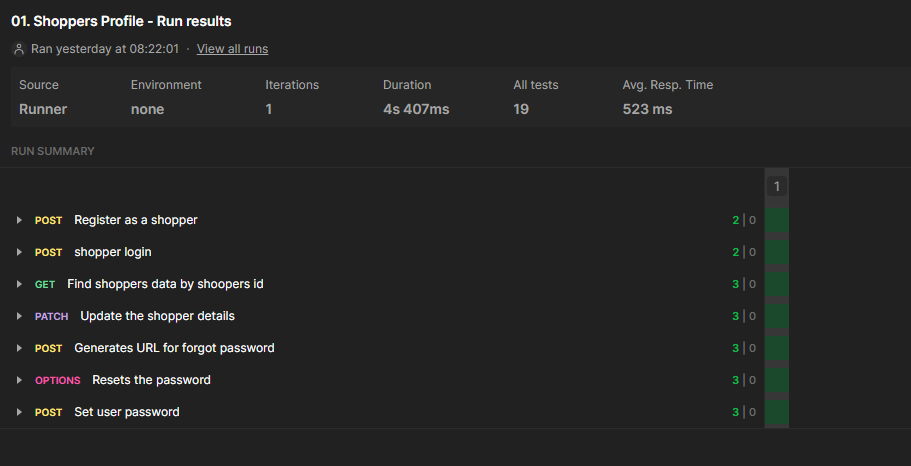 01. Shoppers Profile - Run results
Ran yesterday at 08:22:01 · View all runs
Source Environment Iterations Duration All tests Avg. Resp. Time
Runner none 1 4s 407ms 19 523 ms
RUN SUMMARY
1
POST Register as a shopper 2 | 0
POST shopper login 2 | 0
GET Find shoppers data by shoopers id 3 | 0
PATCH Update the shopper details 3 | 0
POST Generates URL for forgot password 3 | 0
OPTIONS Resets the password 3 | 0
POST Set user password 3 | 0